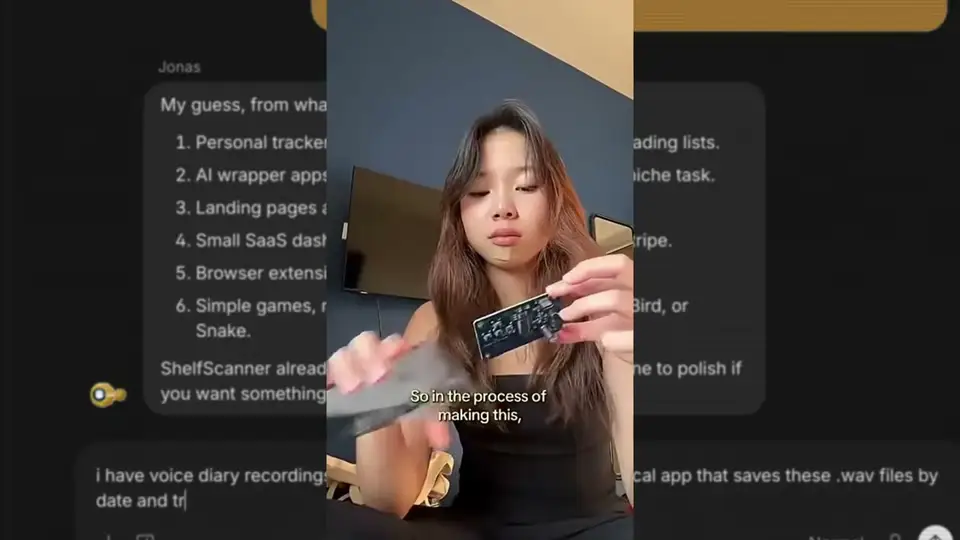 Jonas
My guess, from wha
1. Personal tracker
ading lists.
2. AI wrapper apps
niche task.
3. Landing pages a
4. Small SaaS dash
tripe.
5. Browser extensi
6. Simple games, r
Bird, or
Snake.
ShelfScanner alread
me to polish if
you want something
So in the process of
making this,
i have voice diary recordings
cal app that saves these .wav files by
date and tr